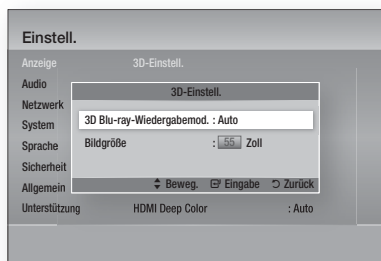 Einstell.
Anzeige 3D-Einstell.
Audio
Netzwerk
System
Sprache
Sicherheit
Allgemein
Unterstützung HDMI Deep Color : Auto
3D-Einstell.
3D Blu-ray-Wiedergabemod. : Auto
Bildgröße : 55 Zoll
Beweg. Eingabe Zurück